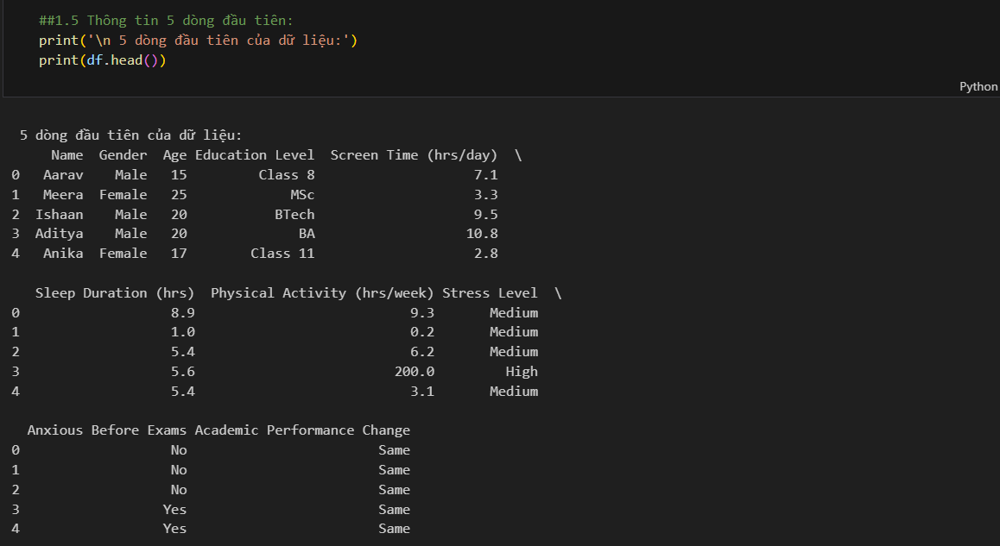 ##1.5 Thông tin 5 dòng đầu tiên:
print('\n 5 dòng đầu tiên của dữ liệu:')
print(df.head())
Python
5 dòng đầu tiên của dữ liệu:
Name Gender Age Education Level Screen Time (hrs/day) \
0 Aarav Male 15 Class 8 7.1
1 Meera Female 25 MSc 3.3
2 Ishaan Male 20 BTech 9.5
3 Aditya Male 20 BA 10.8
4 Anika Female 17 Class 11 2.8
Sleep Duration (hrs) Physical Activity (hrs/week) Stress Level \
0 8.9 9.3 Medium
1 1.0 0.2 Medium
2 5.4 6.2 Medium
3 5.6 200.0 High
4 5.4 3.1 Medium
Anxious Before Exams Academic Performance Change
0 No Same
1 No Same
2 No Same
3 Yes Same
4 Yes Same